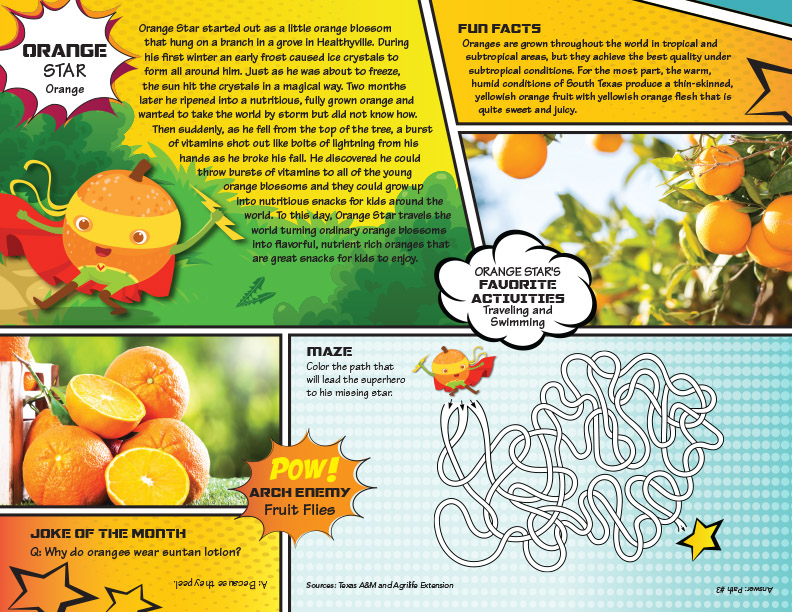 ORANGE
STAR
Orange
Orange Star started out as a little orange blossom
that hung on a branch in a grove in Healthyville. During
his first winter an early frost caused ice crystals to
form all around him. Just as he was about to freeze,
the sun hit the crystals in a magical way. Two months
later he ripened into a nutritious, fully grown orange and
wanted to take the world by storm but did not know how.
Then suddenly, as he fell from the top of the tree, a burst
of vitamins shot out like bolts of lightning from his
hands as he broke his fall. He discovered he could
throw bursts of vitamins to all of the young
orange blossoms and they could grow up
into nutritious snacks for kids around the
world. To this day, Orange Star travels the
world turning ordinary orange blossoms
into flavorful, nutrient rich oranges that
are great snacks for kids to enjoy.
FUN FACTS
Oranges are grown throughout the world in tropical and
subtropical areas, but they achieve the best quality under
subtropical conditions. For the most part, the warm,
humid conditions of South Texas produce a thin-skinned,
yellowish orange fruit with yellowish orange flesh that is
quite sweet and juicy.
ORANGE STAR'S
FAVORITE
ACTIVITIES
Traveling and
Swimming
MAZE
Color the path that
will lead the superhero
to his missing star.
POW!
ARCH ENEMY
Fruit Flies
JOKE OF THE MONTH
Q: Why do oranges wear suntan lotion?
A: Because they peel.
Sources: Texas A&M and Agrilife Extension
Answer: Path #3